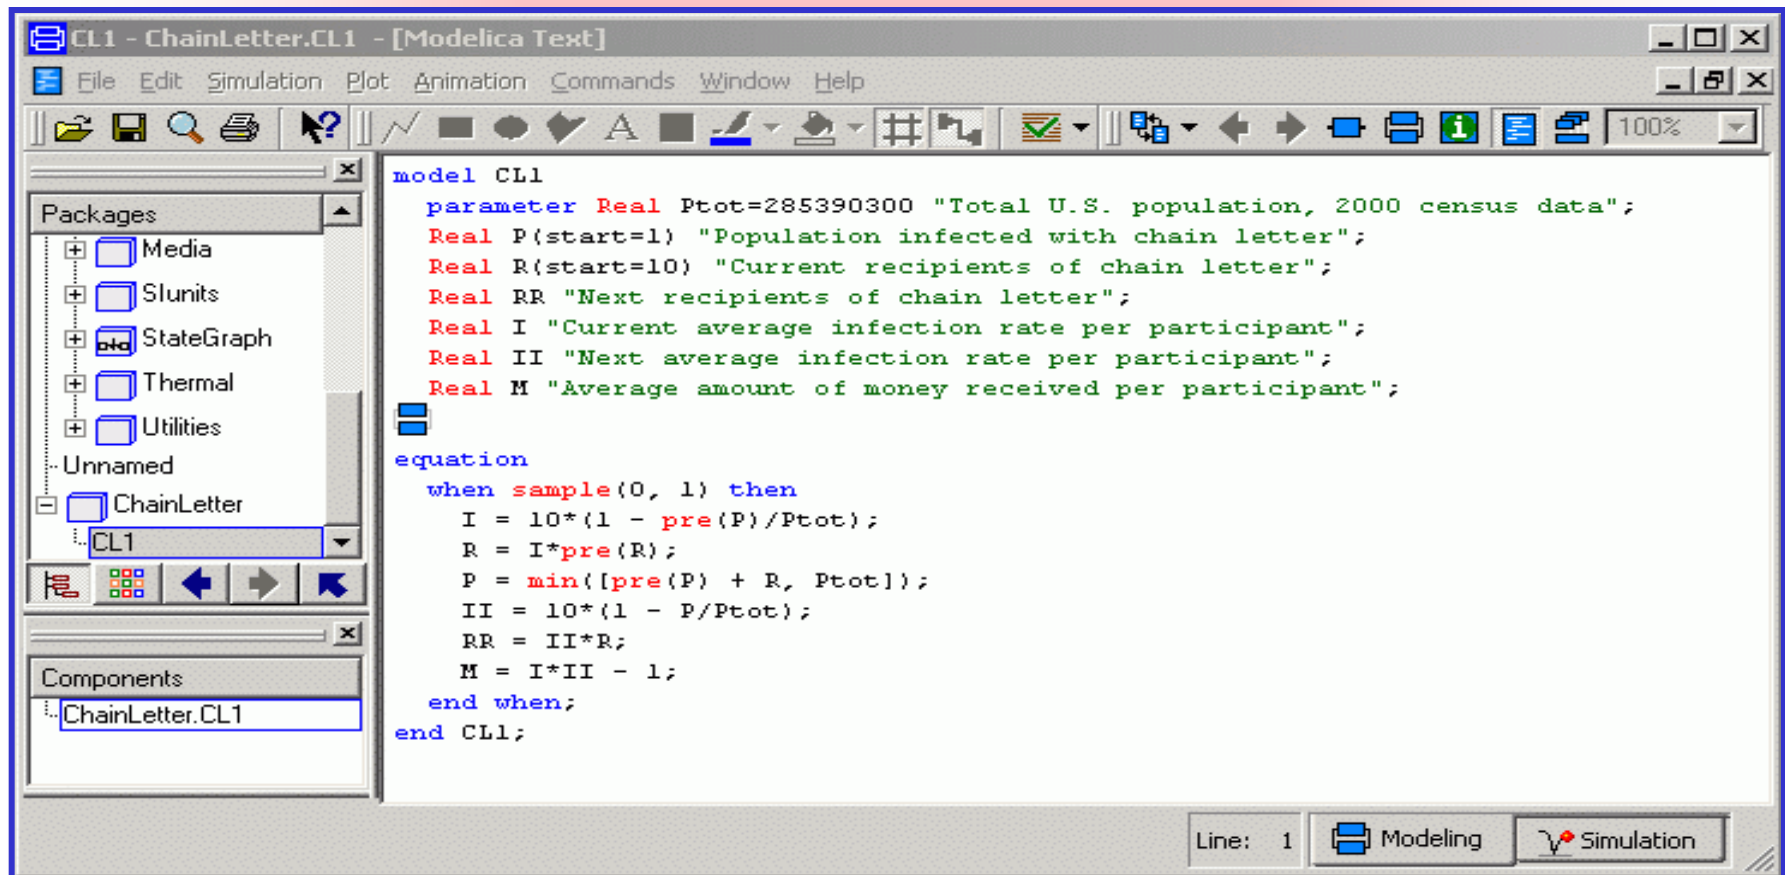 CL1 - ChainLetter.CL1 - [Modelica Text]
File Edit Simulation Plot Animation Commands Window Help
100%
Packages
Media
SIunits
StateGraph
Thermal
Utilities
Unnamed
ChainLetter
CL1
Components
ChainLetter.CL1
model CL1
parameter Real Ptot=285390300 "Total U.S. population, 2000 census data";
Real P(start=1) "Population infected with chain letter";
Real R(start=10) "Current recipients of chain letter";
Real RR "Next recipients of chain letter";
Real I "Current average infection rate per participant";
Real II "Next average infection rate per participant";
Real M "Average amount of money received per participant";
equation
when sample(0, 1) then
I = 10*(1 - pre(P)/Ptot);
R = I*pre(R);
P = min([pre(P) + R, Ptot]);
II = 10*(1 - P/Ptot);
RR = II*R;
M = I*II - 1;
end when;
end CL1;
Line: 1 Modeling Simulation